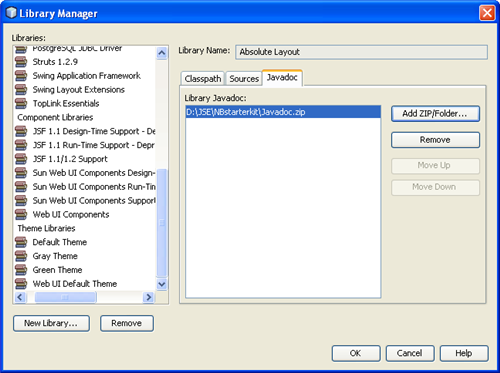 Library Manager
Libraries:
PostgreSQL JDBC Driver
Struts 1.2.9
Swing Application Framework
Swing Layout Extensions
TopLink Essentials
Component Libraries
JSF 1.1 Design-Time Support - De
JSF 1.1 Run-Time Support - Depr
JSF 1.1/1.2 Support
Sun Web UI Components Design-
Sun Web UI Components Run-Tin
Sun Web UI Components Suppor
Web UI Components
Theme Libraries
Default Theme
Gray Theme
Green Theme
Web UI Default Theme
New Library...
Remove
Library Name:
Absolute Layout
Classpath
Sources
Javadoc
Library Javadoc:
D:\JSE\NBstarterkit\Javadoc.zip
Add ZIP/Folder...
Remove
Move Up
Move Down
OK
Cancel
Help